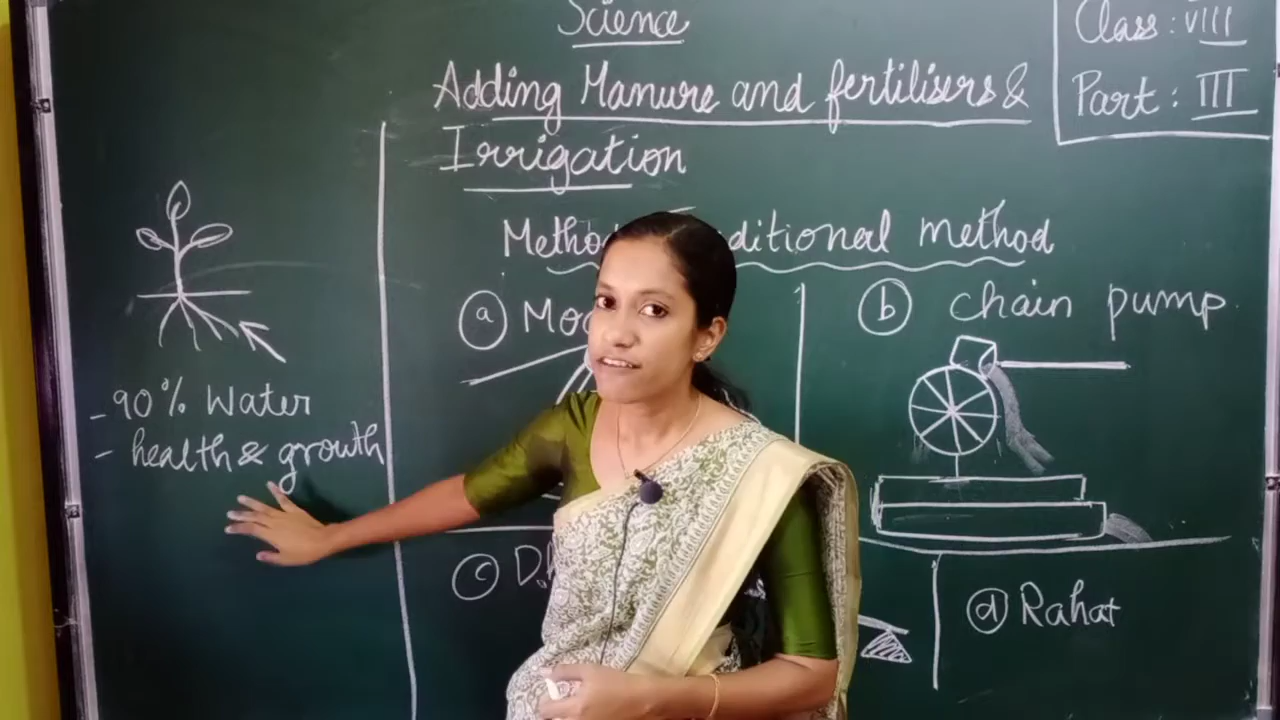 Science
Class: VIII
Adding Manure and fertilisers &
Part: III
Irrigation
ditional method
a
b chain pump
- 90% Water
- health & growth
c
d Rahat